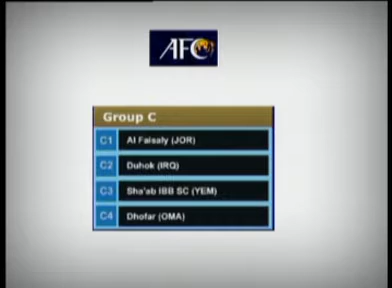 AFC
Group C
C1 Al Faisaly (JOR)
C2 Duhok (IRQ)
C3 Sha'ab IBB SC (YEM)
C4 Dhofar (OMA)